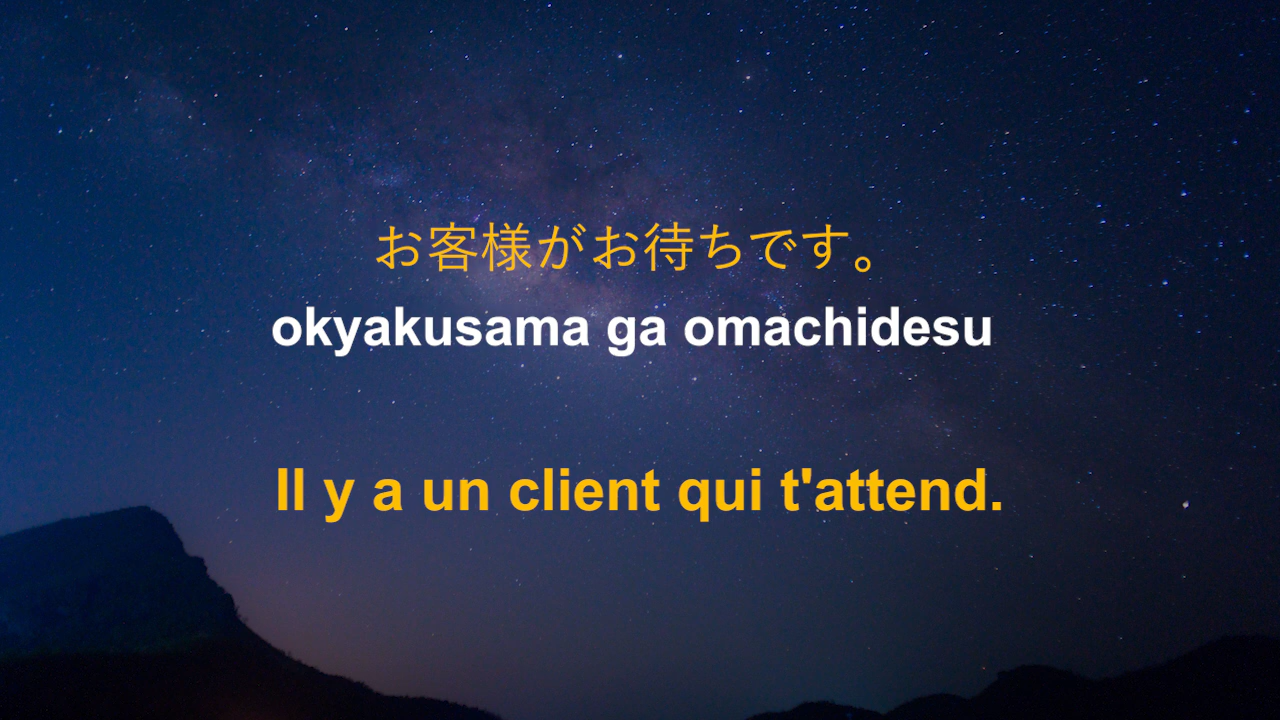 お客様がお待ちです。
okyakusama ga omachidesu
Il y a un client qui t'attend.